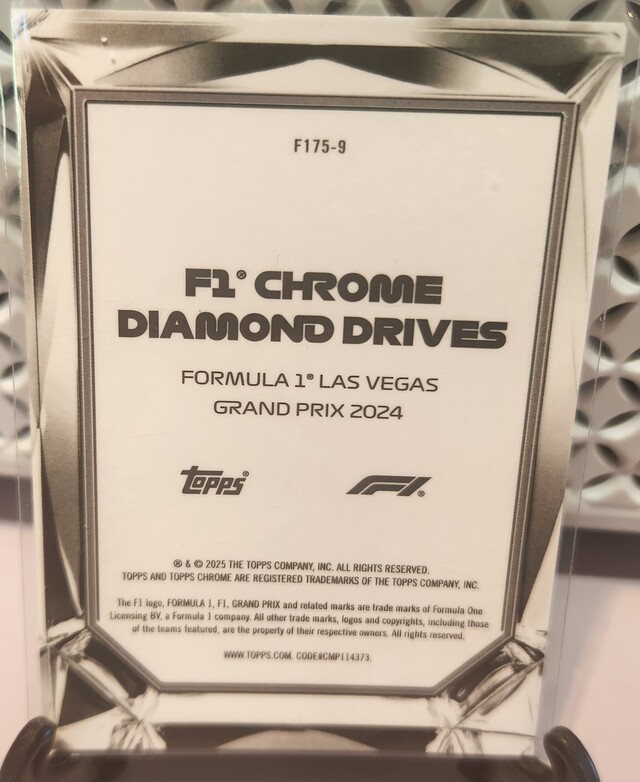 F175-9
F1® CHROME
DIAMOND DRIVES
FORMULA 1® LAS VEGAS
GRAND PRIX 2024
Topps® F1®
® & © 2025 THE TOPPS COMPANY, INC. ALL RIGHTS RESERVED.
TOPPS AND TOPPS CHROME ARE REGISTERED TRADEMARKS OF THE TOPPS COMPANY, INC.
The F1 logo, FORMULA 1, F1, GRAND PRIX and related marks are trade marks of Formula One
Licensing BV, a Formula 1 company. All other trade marks, logos and copyrights, including those
of the teams featured, are the property of their respective owners. All rights reserved.
WWW.TOPPS.COM. CODE#CMP114373.